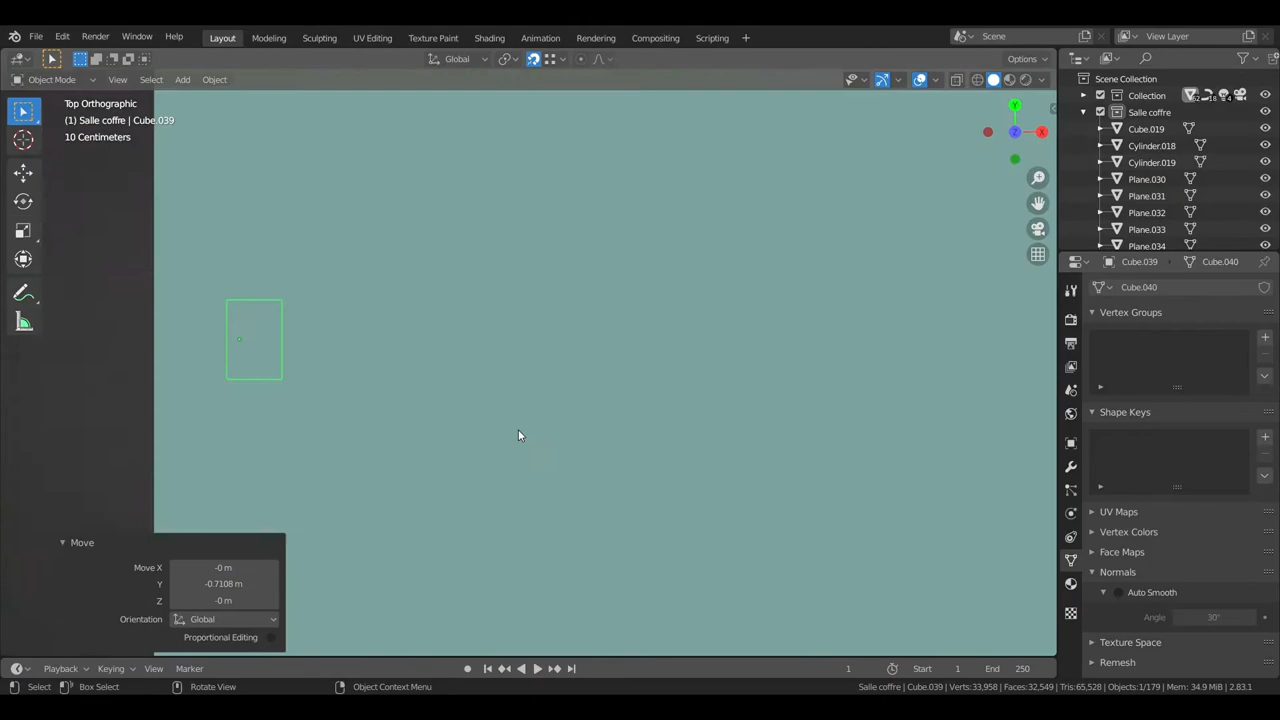 File Edit Render Window Help Layout Modeling Sculpting UV Editing Texture Paint Shading Animation Rendering Compositing Scripting + Scene View Layer
Global Options
Object Mode View Select Add Object
Top Orthographic
(1) Salle coffre | Cube.039
10 Centimeters
Y
Z
X
Scene Collection
Collection
Salle coffre
Cube.019
Cylinder.018
Cylinder.019
Plane.030
Plane.031
Plane.032
Plane.033
Plane.034
Cube.039 Cube.040
Cube.040
Vertex Groups
Shape Keys
UV Maps
Vertex Colors
Face Maps
Normals
Auto Smooth
Angle 30°
Texture Space
Remesh
Move
Move X -0 m
Y -0.7108 m
Z -0 m
Orientation Global
Proportional Editing
Playback Keying View Marker 1 Start 1 End 250
Select Box Select Rotate View Object Context Menu Salle coffre | Cube.039 | Verts:33,958 | Faces:32,549 | Tris:65,528 | Objects:1/179 | Mem: 34.9 MiB | 2.83.1